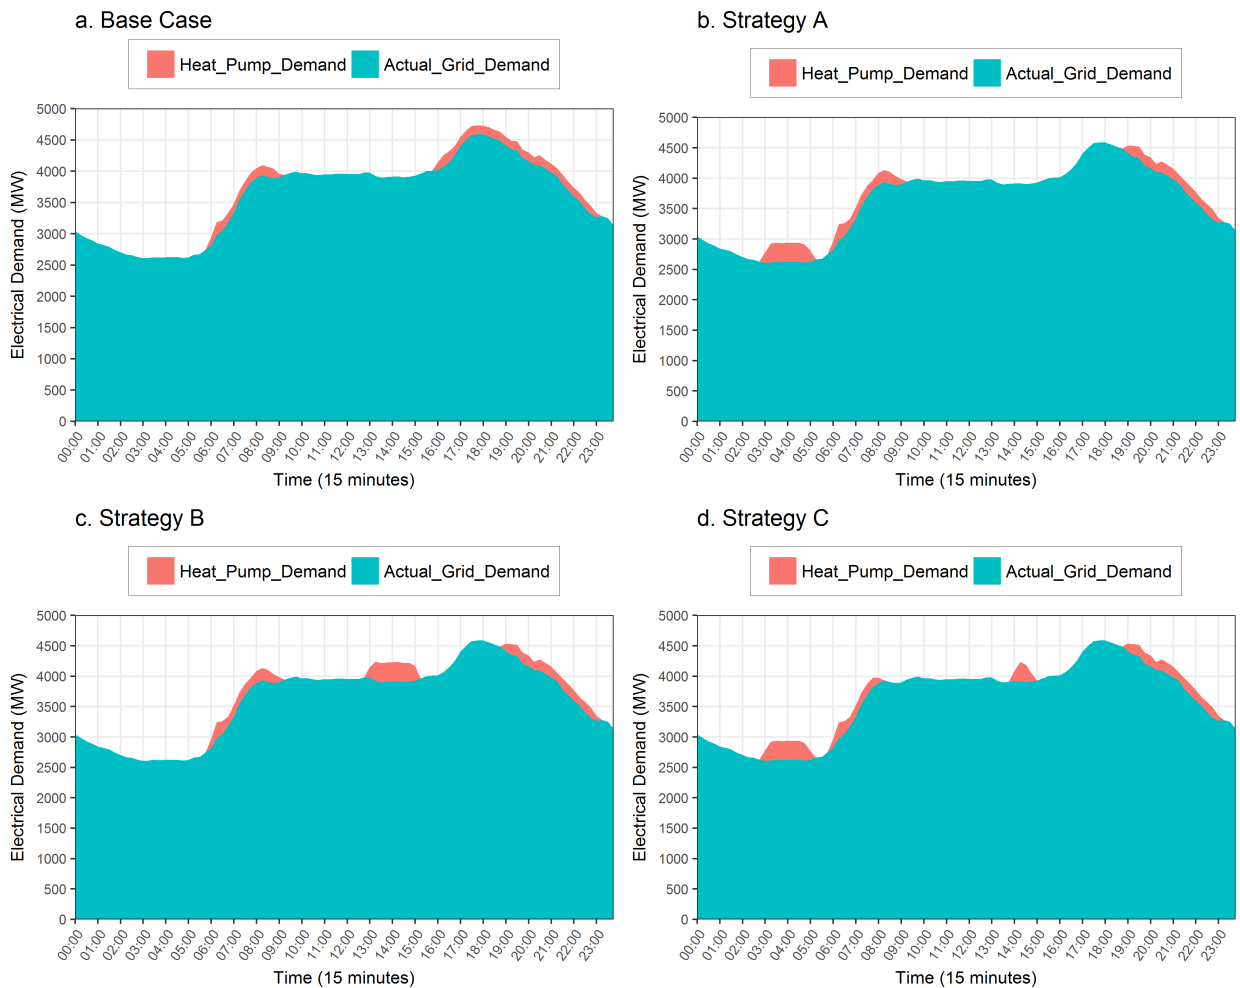 a. Base Case
Heat_Pump_Demand Actual_Grid_Demand
Electrical Demand (MW)
5000
4500
4000
3500
3000
2500
2000
1500
1000
500
0
00:00 01:00 02:00 03:00 04:00 05:00 06:00 07:00 08:00 09:00 10:00 11:00 12:00 13:00 14:00 15:00 16:00 17:00 18:00 19:00 20:00 21:00 22:00 23:00
Time (15 minutes)
b. Strategy A
Heat_Pump_Demand Actual_Grid_Demand
Electrical Demand (MW)
5000
4500
4000
3500
3000
2500
2000
1500
1000
500
0
00:00 01:00 02:00 03:00 04:00 05:00 06:00 07:00 08:00 09:00 10:00 11:00 12:00 13:00 14:00 15:00 16:00 17:00 18:00 19:00 20:00 21:00 22:00 23:00
Time (15 minutes)
c. Strategy B
Heat_Pump_Demand Actual_Grid_Demand
Electrical Demand (MW)
5000
4500
4000
3500
3000
2500
2000
1500
1000
500
0
00:00 01:00 02:00 03:00 04:00 05:00 06:00 07:00 08:00 09:00 10:00 11:00 12:00 13:00 14:00 15:00 16:00 17:00 18:00 19:00 20:00 21:00 22:00 23:00
Time (15 minutes)
d. Strategy C
Heat_Pump_Demand Actual_Grid_Demand
Electrical Demand (MW)
5000
4500
4000
3500
3000
2500
2000
1500
1000
500
0
00:00 01:00 02:00 03:00 04:00 05:00 06:00 07:00 08:00 09:00 10:00 11:00 12:00 13:00 14:00 15:00 16:00 17:00 18:00 19:00 20:00 21:00 22:00 23:00
Time (15 minutes)